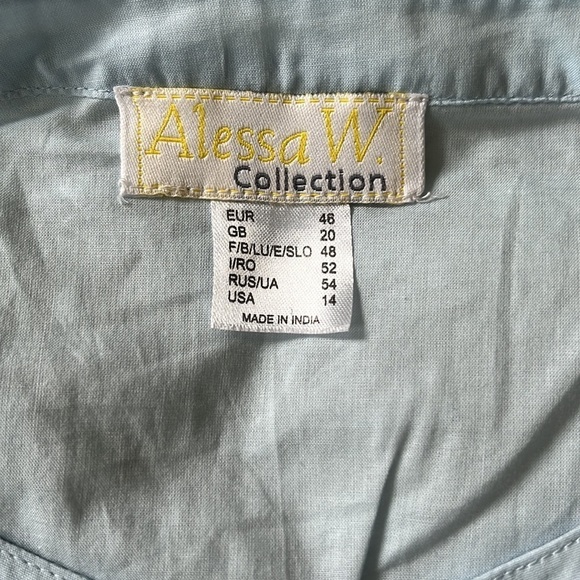 Alessa W.
Collection
EUR 46
GB 20
F/B/LU/E/SLO 48
I/RO 52
RUS/UA 54
USA 14
MADE IN INDIA